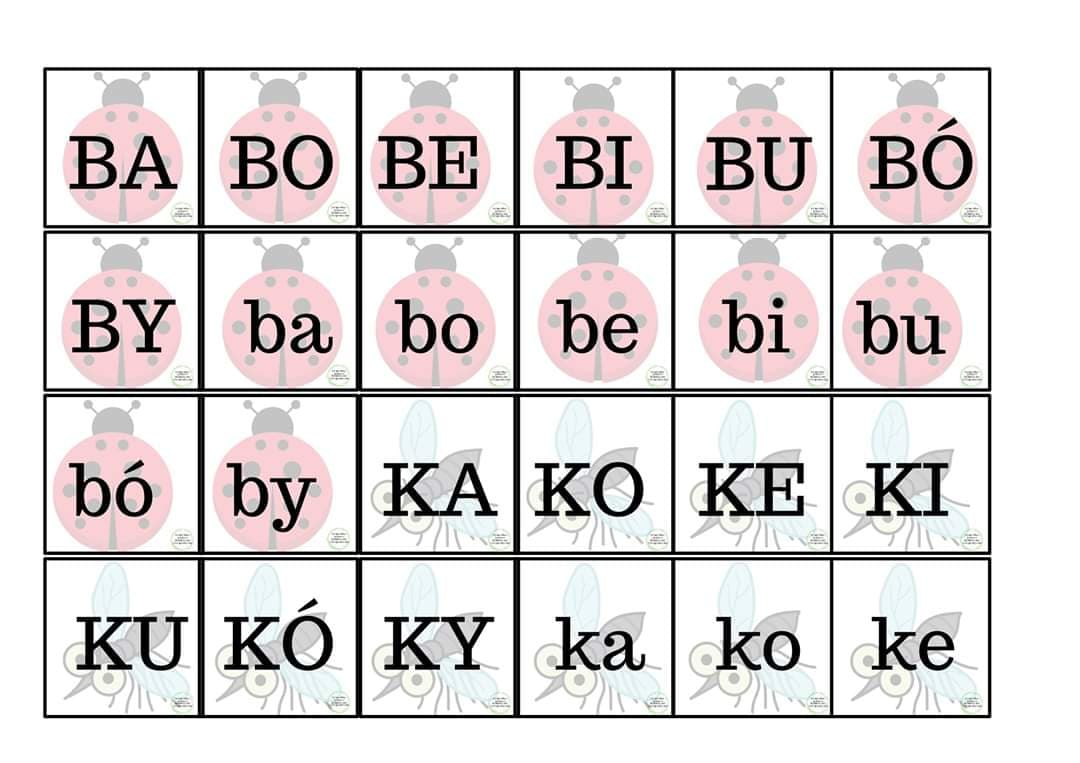 BA BO BE BI BU BÓ
BY ba bo be bi bu
bó by KA KO KE KI
KU KÓ KY ka ko ke